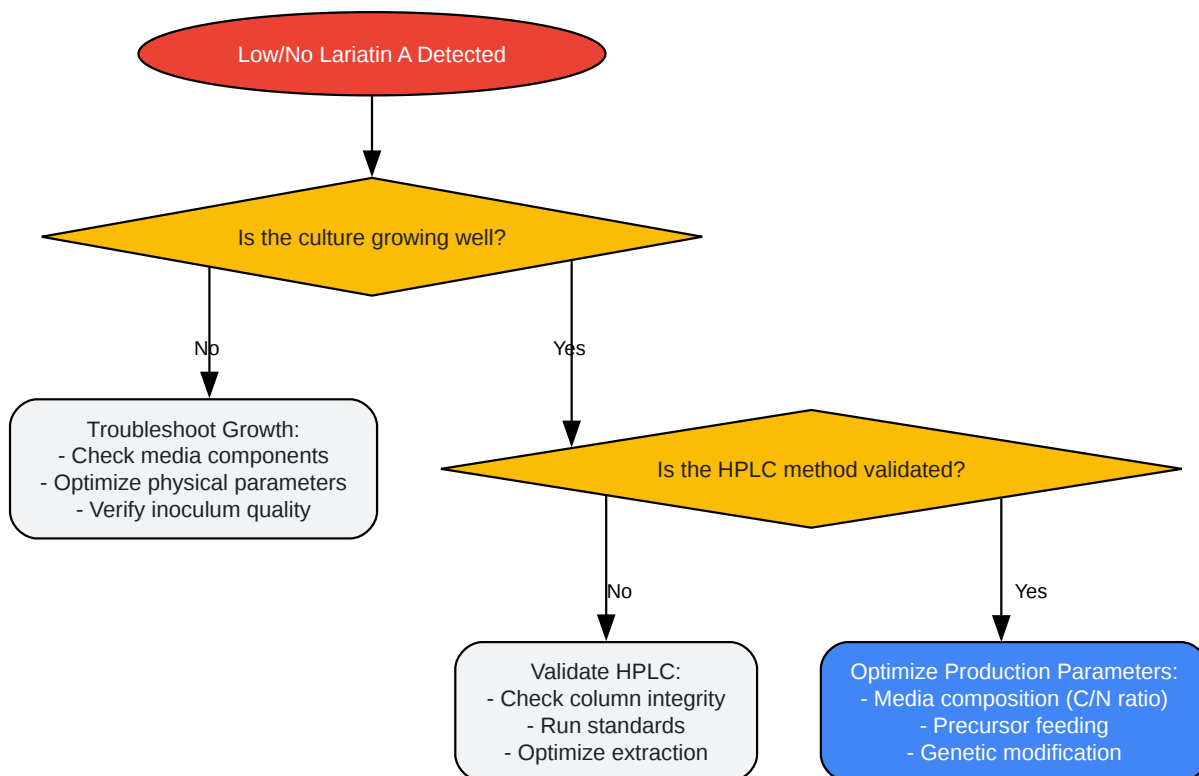 Low/No Lariatin A Detected
Is the culture growing well?
No
Yes
Troubleshoot Growth:
- Check media components
- Optimize physical parameters
- Verify inoculum quality
Is the HPLC method validated?
No
Yes
Validate HPLC:
- Check column integrity
- Run standards
- Optimize extraction
Optimize Production Parameters:
- Media composition (C/N ratio)
- Precursor feeding
- Genetic modification